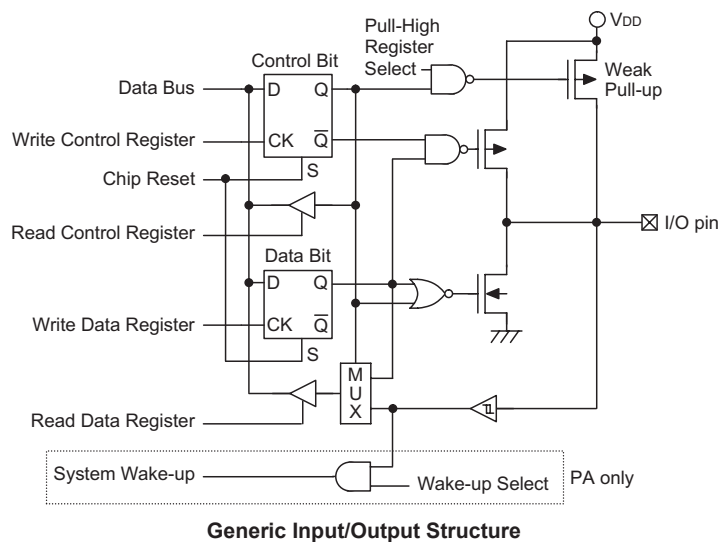 VDD
Pull-High
Register
Select
Weak
Pull-up
Control Bit
Data Bus
D
Q
Write Control Register
CK
Q
Chip Reset
S
Read Control Register
I/O pin
Data Bit
D
Q
Write Data Register
CK
Q
S
M
U
X
Read Data Register
System Wake-up
Wake-up Select
PA only
Generic Input/Output Structure